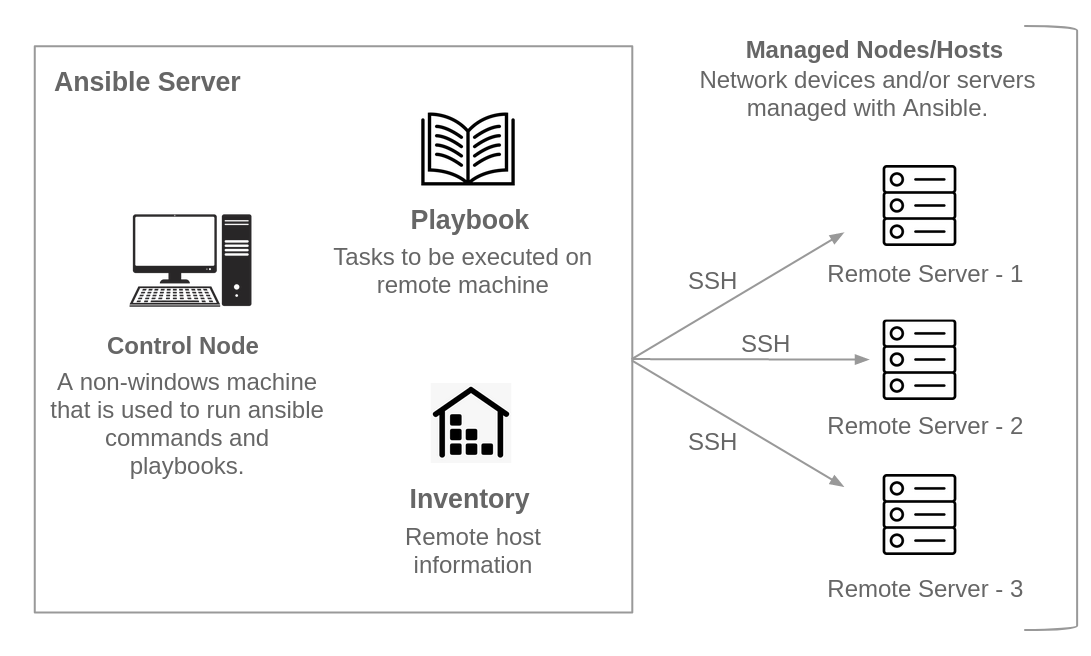 Ansible Server
Playbook
Tasks to be executed on
remote machine
Control Node
A non-windows machine
that is used to run ansible
commands and
playbooks.
Inventory
Remote host
information
Managed Nodes/Hosts
Network devices and/or servers
managed with Ansible.
SSH
Remote Server - 1
SSH
Remote Server - 2
SSH
Remote Server - 3